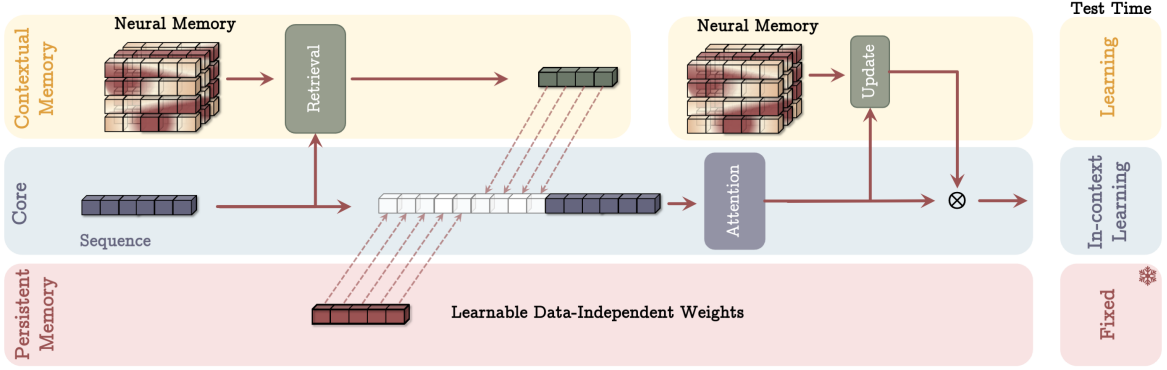 Test Time
Contextual
Memory
Neural Memory
Retrieval
Neural Memory
Update
Learning
Core
Sequence
Attention
In-context
Learning
Persistent
Memory
Learnable Data-Independent Weights
Fixed